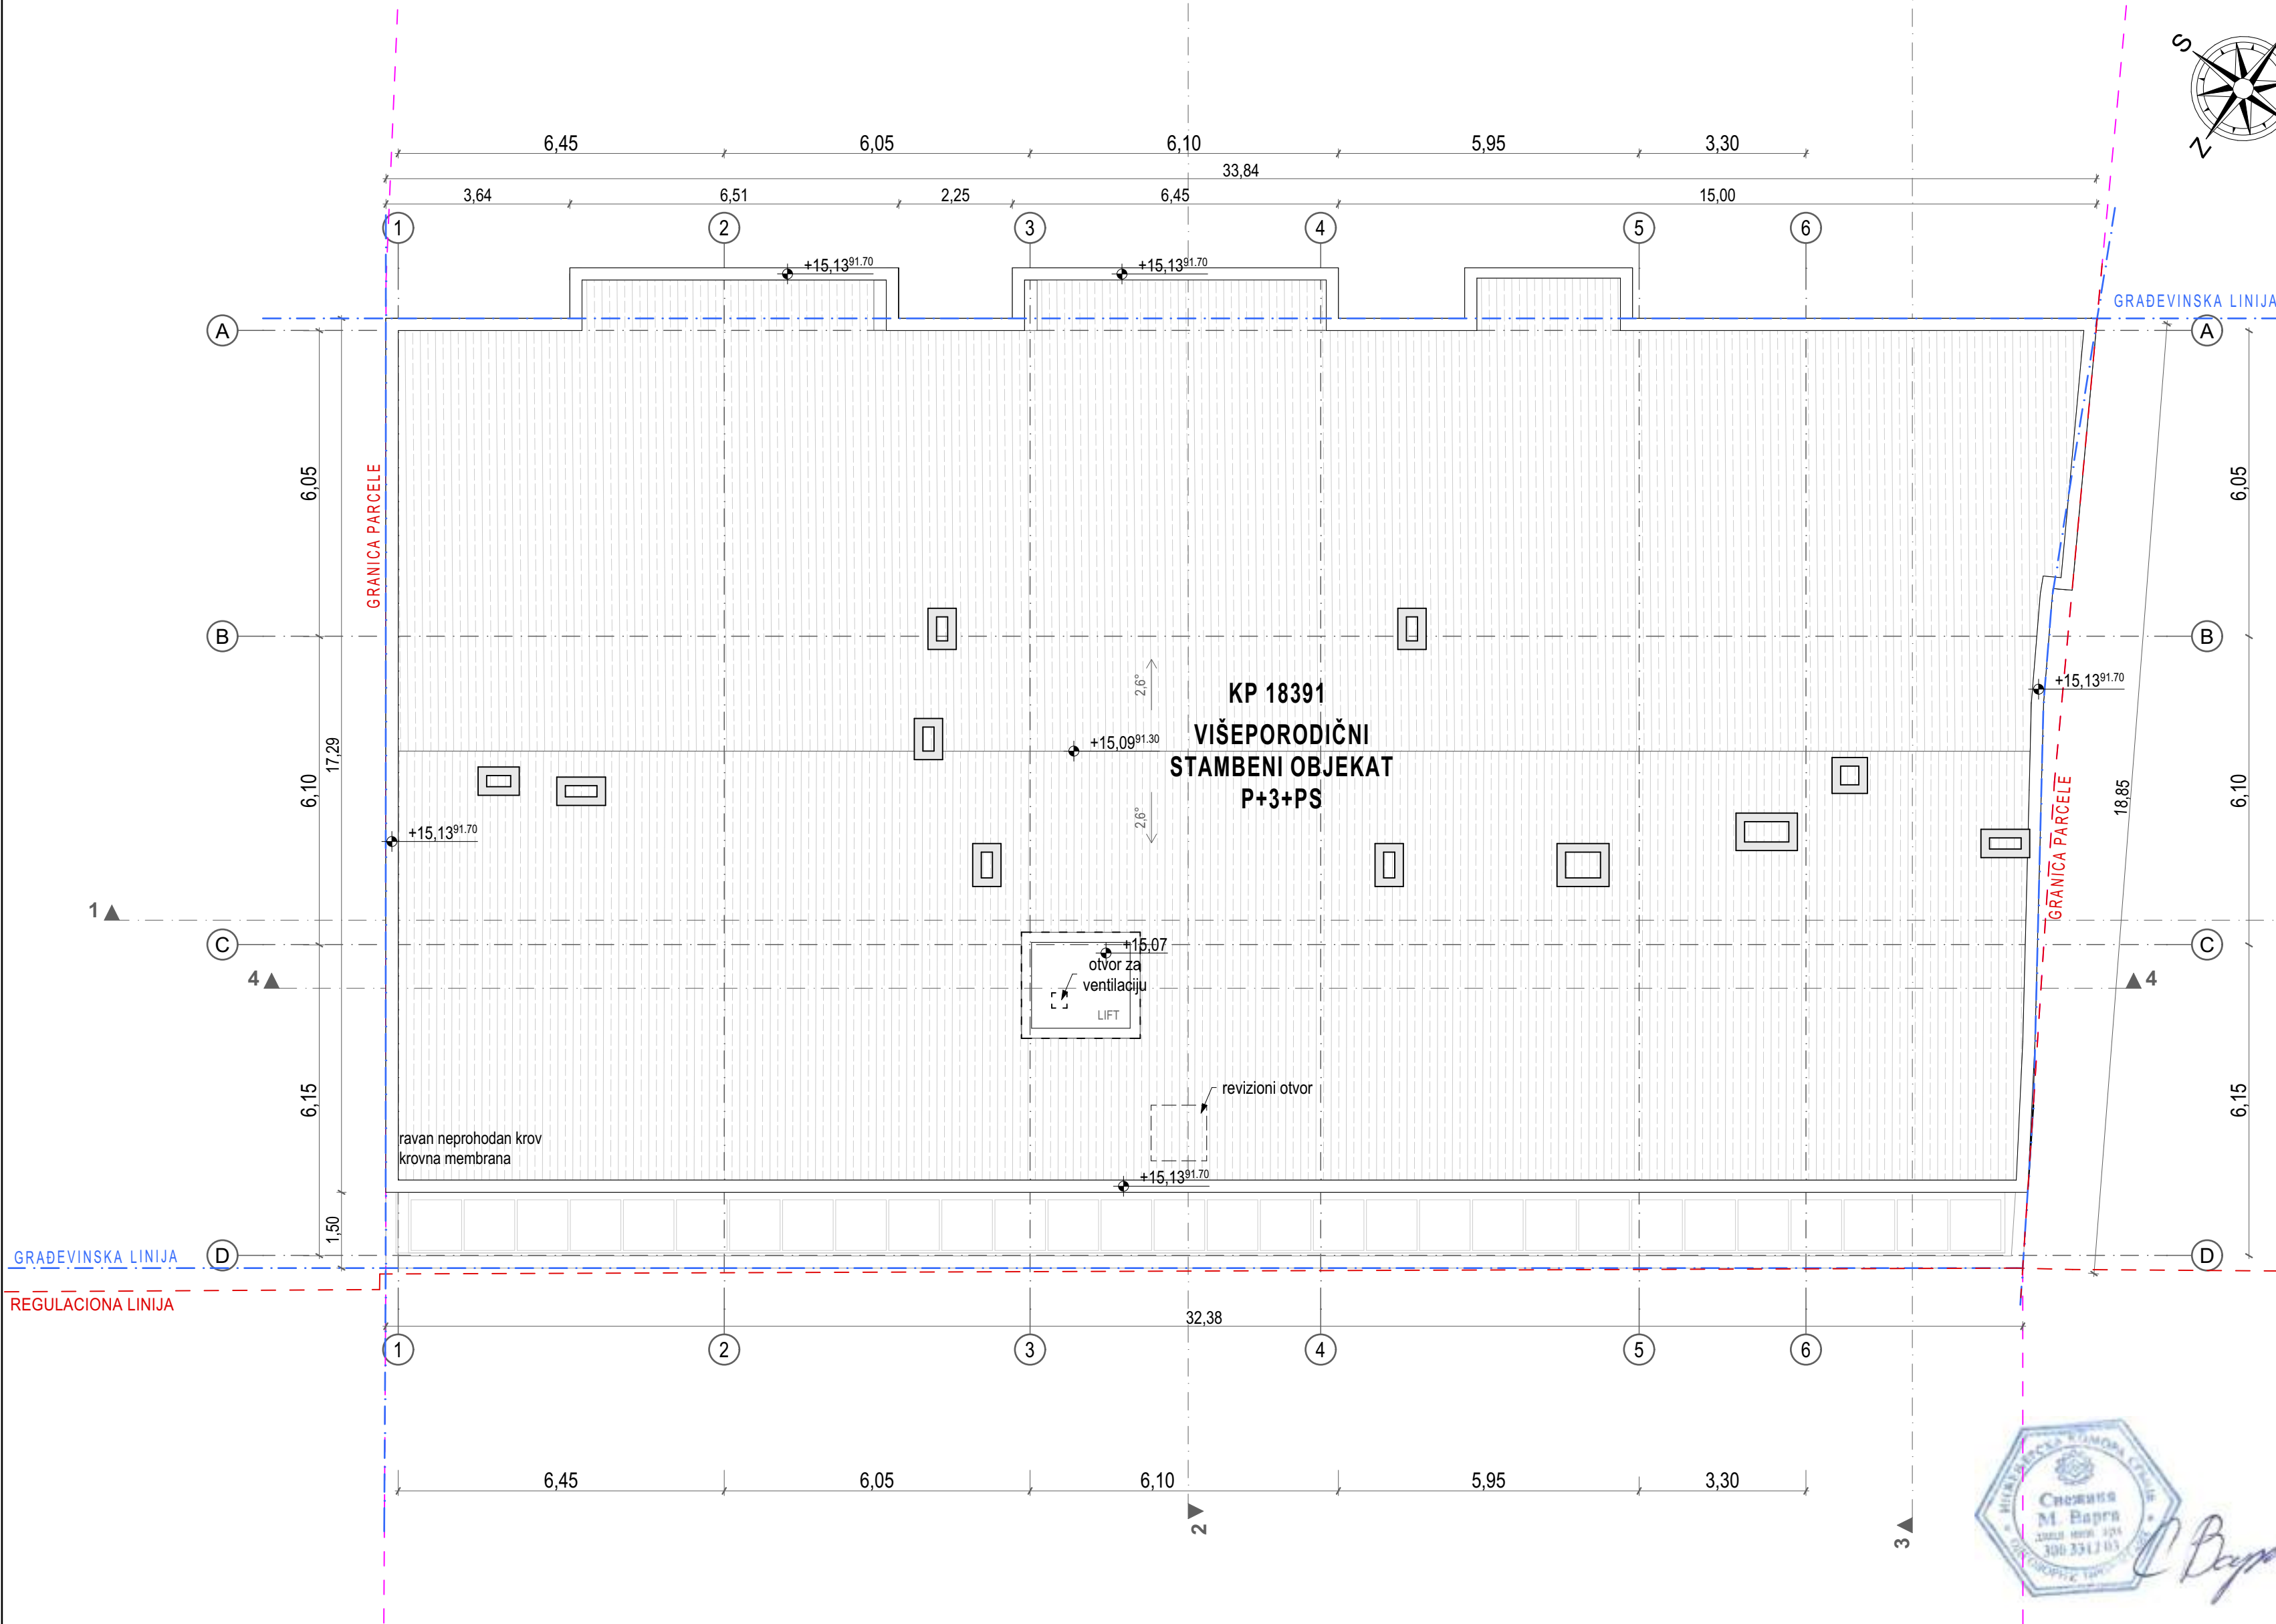 S
Z
6,45 6,05 6,10 5,95 3,30
33,84
3,64 6,51 2,25 6,45 15,00
1 2 3 4 5 6
+15,13 91.70
+15,13 91.70
GRAĐEVINSKA LINIJA
A
A
6,05
GRANICA PARCELE
6,05
B
B
+15,13 91.70
2,6°
KP 18391
VIŠEPORODIČNI
STAMBENI OBJEKAT
P+3+PS
+15,09 91.30
2,6°
17,29
6,10
6,10
18,85
GRANICA PARCELE
+15,13 91.70
1
C
C
+15,07
otvor za
ventilaciju
LIFT
4
4
6,15
6,15
revizioni otvor
ravan neprohodan krov
krovna membrana
+15,13 91.70
1,50
GRAĐEVINSKA LINIJA
D
D
REGULACIONA LINIJA
32,38
1 2 3 4 5 6
6,45 6,05 6,10 5,95 3,30
2
3
Снежана
М. Варга